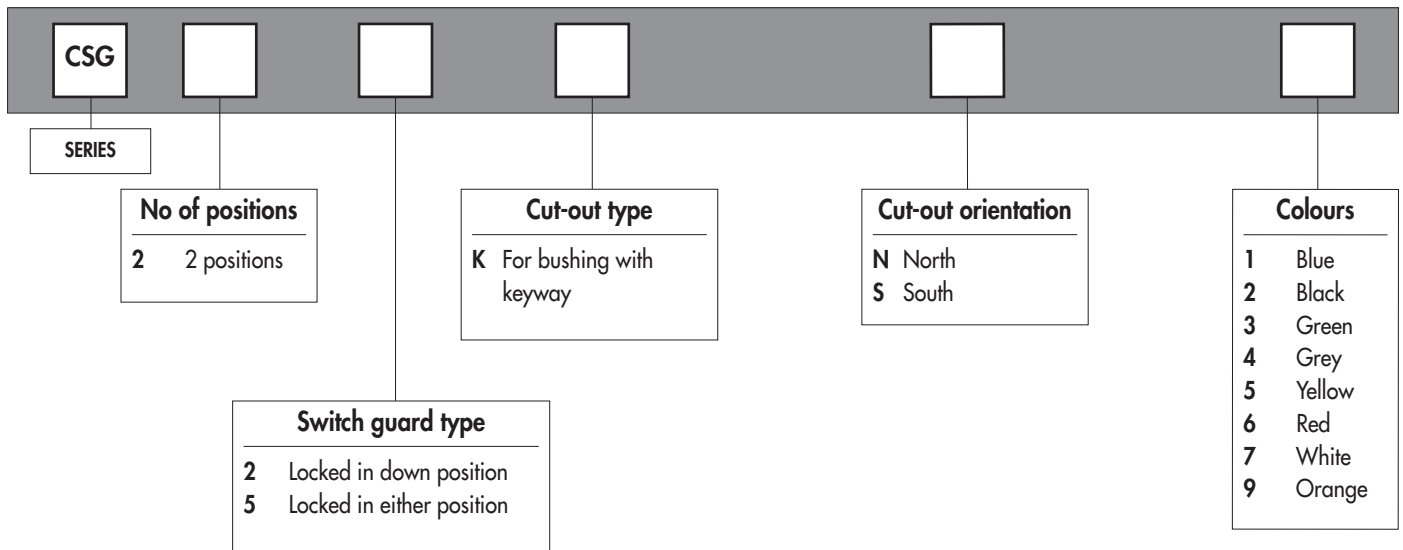 CSG
SERIES
No of positions
2 2 positions
Switch guard type
2 Locked in down position
5 Locked in either position
Cut-out type
K For bushing with
keyway
Cut-out orientation
N North
S South
Colours
1 Blue
2 Black
3 Green
4 Grey
5 Yellow
6 Red
7 White
9 Orange